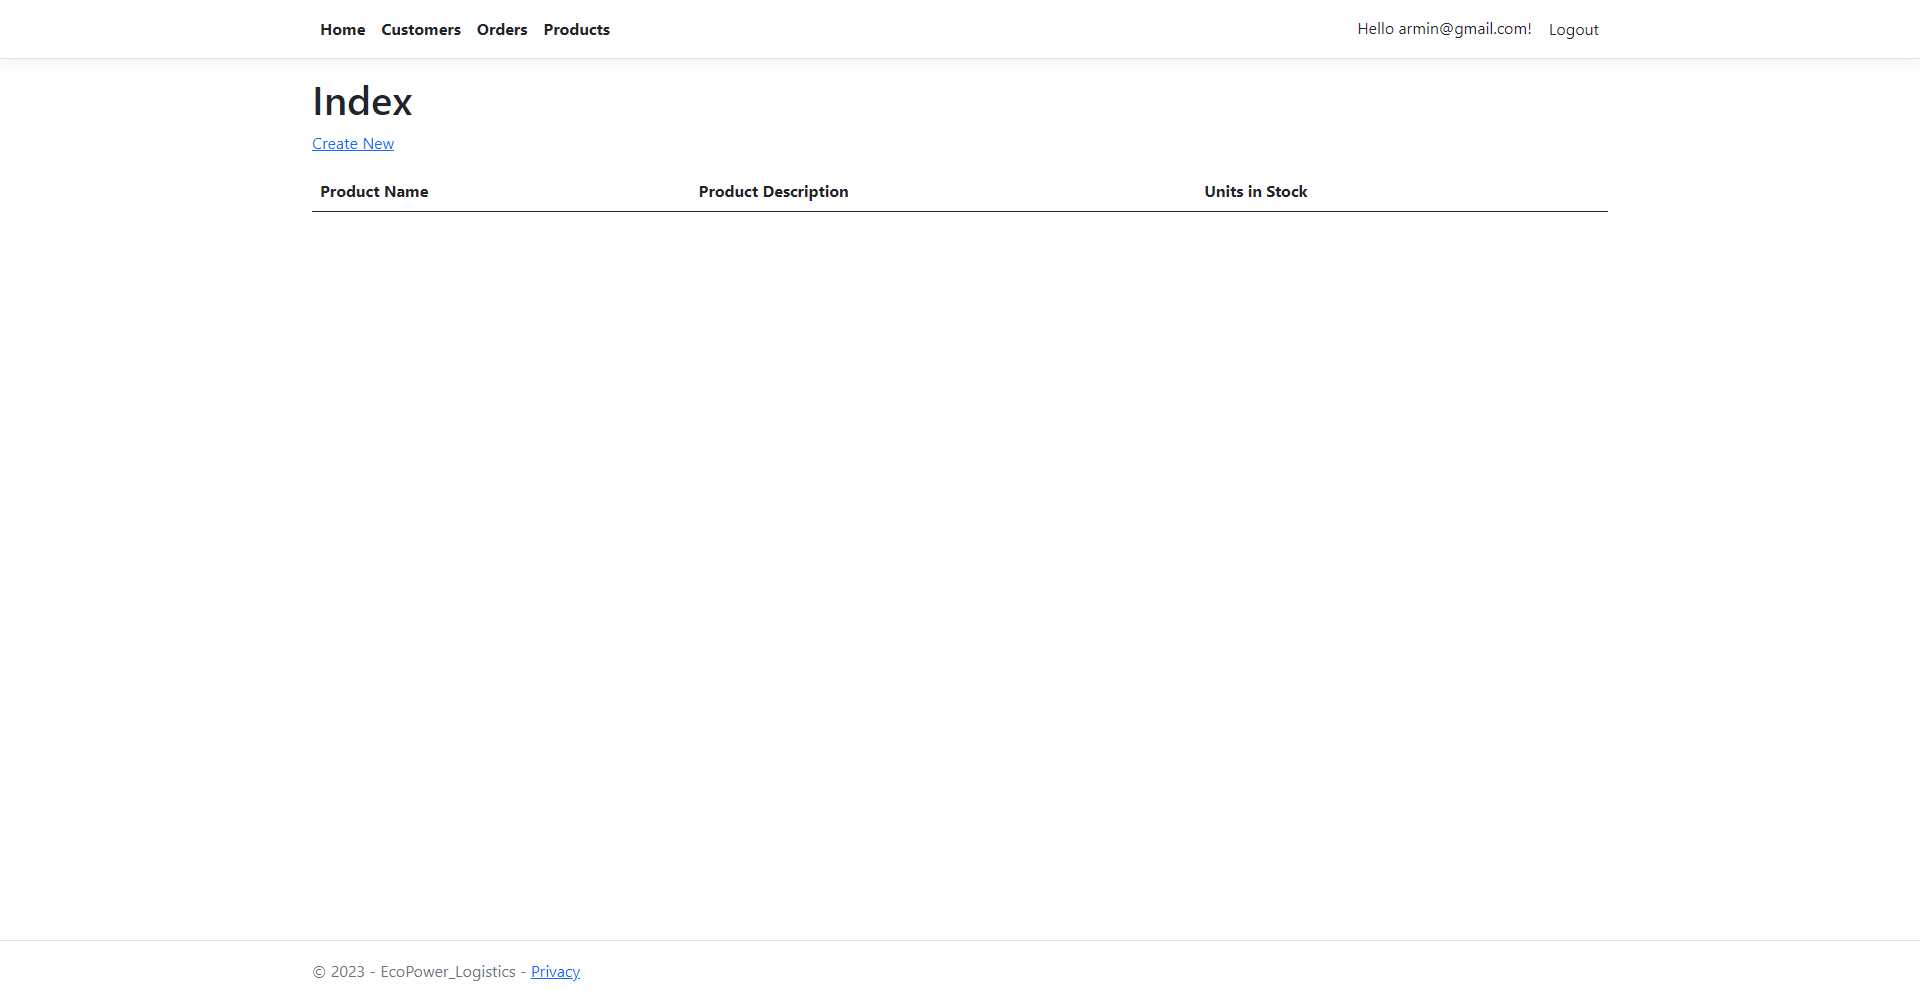 Home Customers Orders Products Hello armin@gmail.com! Logout
Index
Create New
Product Name Product Description Units in Stock
© 2023 - EcoPower_Logistics - Privacy